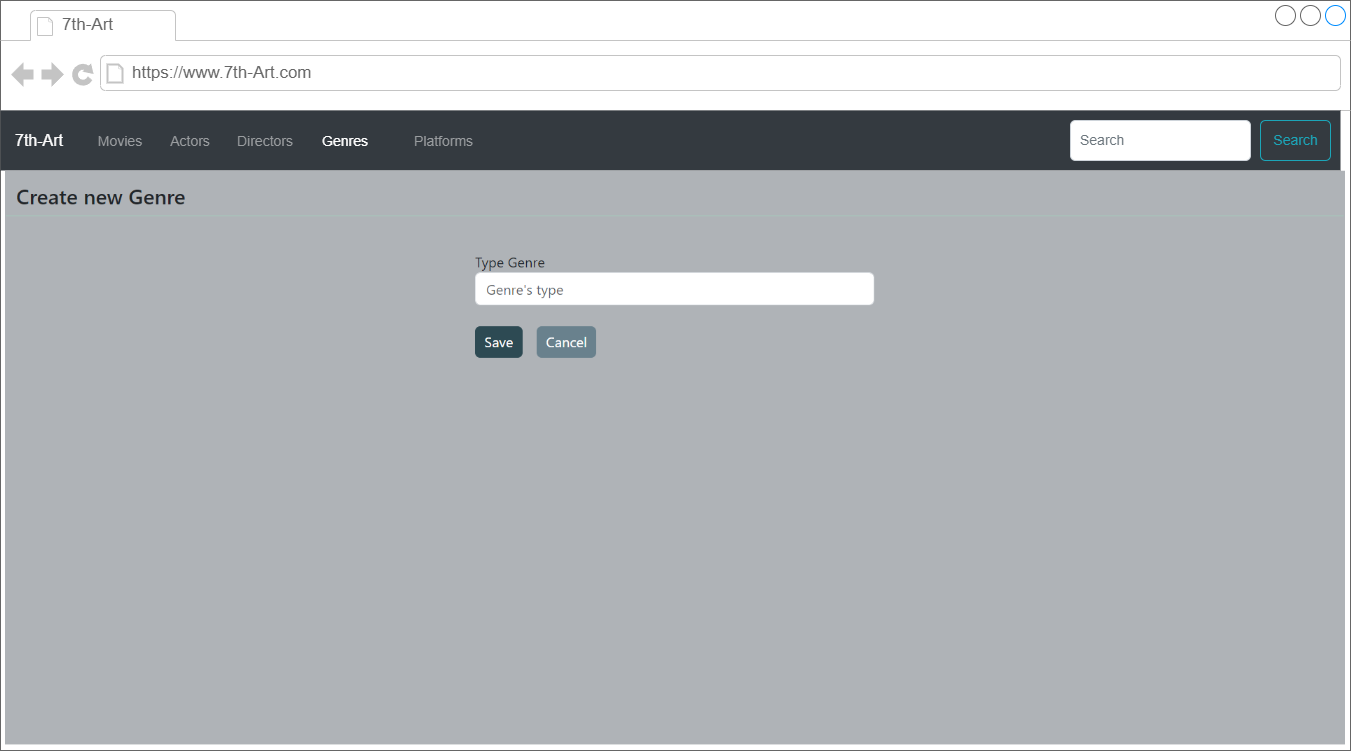 7th-Art
https://www.7th-Art.com
7th-Art Movies Actors Directors Genres Platforms Search Search
Create new Genre
Type Genre
Genre's type
Save Cancel